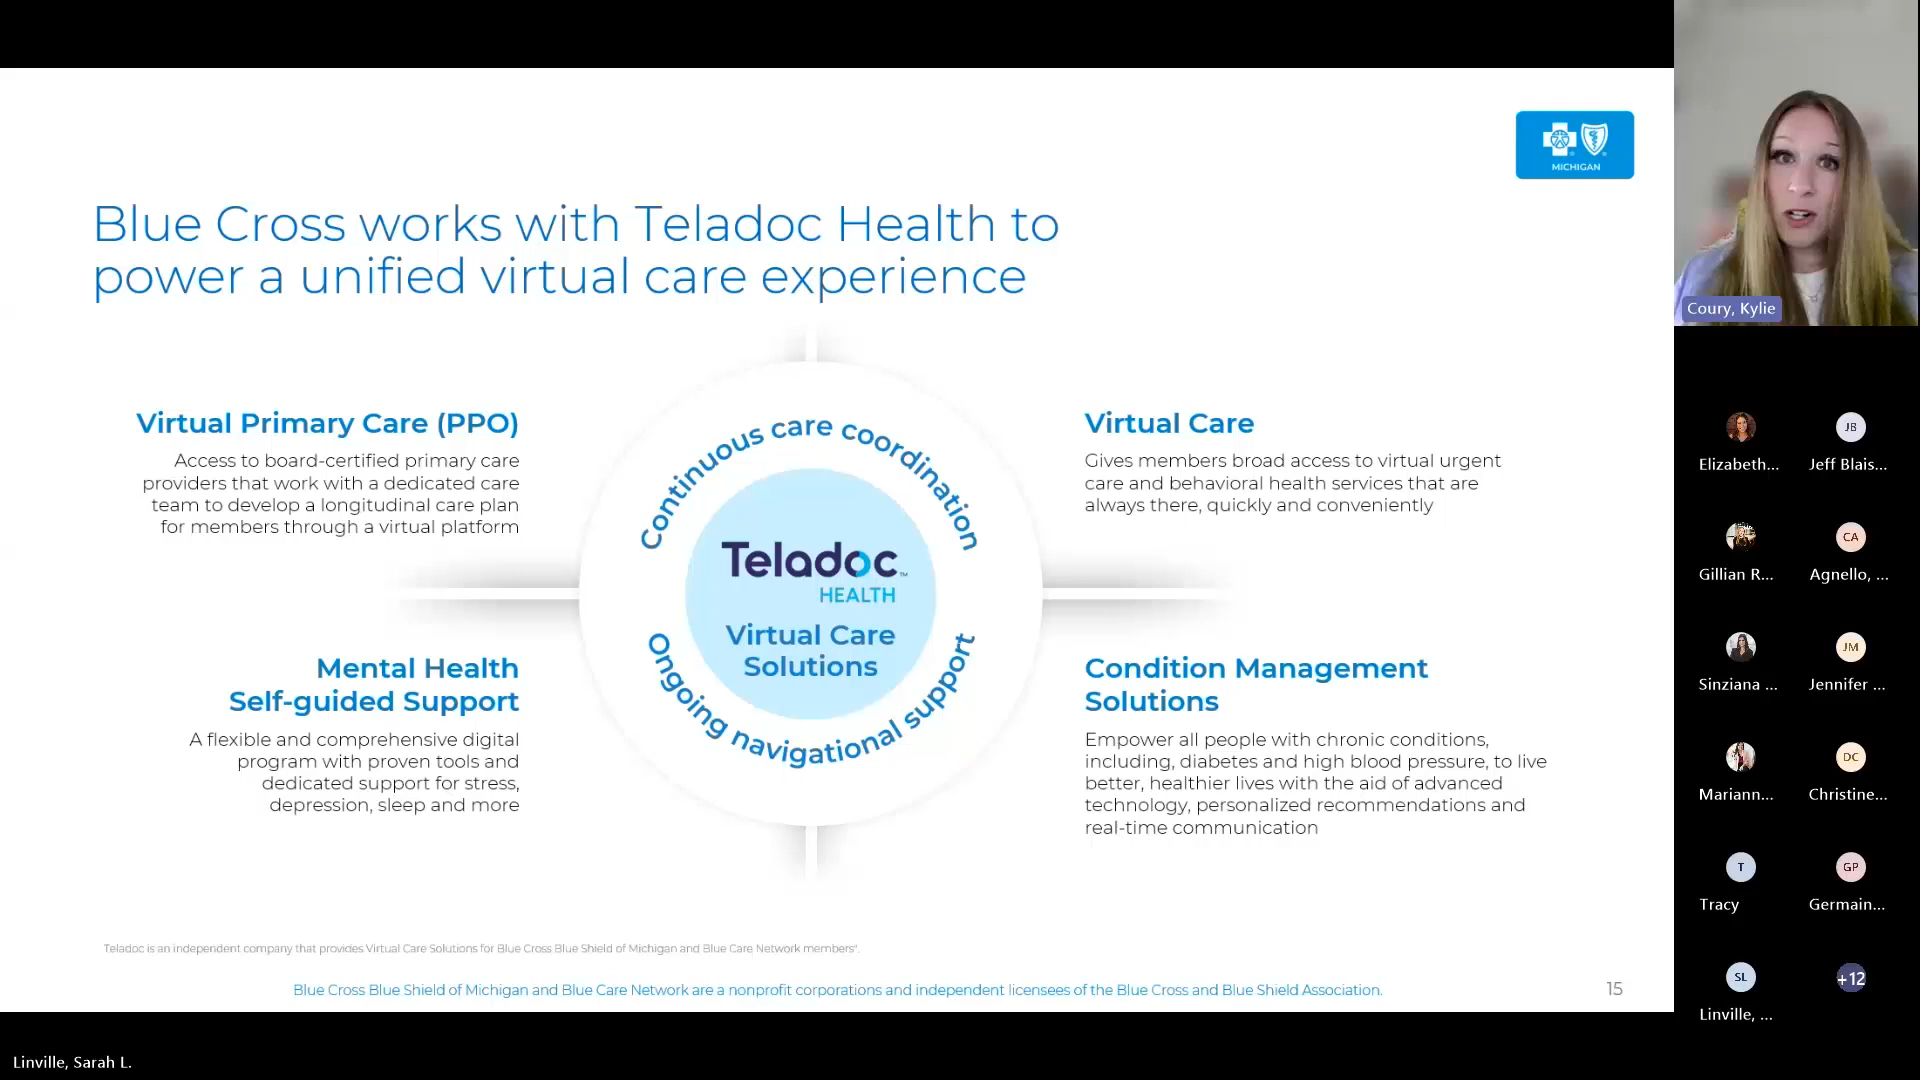 MICHIGAN
Blue Cross works with Teladoc Health to
power a unified virtual care experience
Virtual Primary Care (PPO)
Access to board-certified primary care
providers that work with a dedicated care
team to develop a longitudinal care plan
for members through a virtual platform
Mental Health
Self-guided Support
A flexible and comprehensive digital
program with proven tools and
dedicated support for stress,
depression, sleep and more
Continuous care coordination
Teladoc™
HEALTH
Virtual Care
Solutions
Ongoing navigational support
Virtual Care
Gives members broad access to virtual urgent
care and behavioral health services that are
always there, quickly and conveniently
Condition Management
Solutions
Empower all people with chronic conditions,
including, diabetes and high blood pressure, to live
better, healthier lives with the aid of advanced
technology, personalized recommendations and
real-time communication
Teladoc is an independent company that provides Virtual Care Solutions for Blue Cross Blue Shield of Michigan and Blue Care Network members".
Blue Cross Blue Shield of Michigan and Blue Care Network are a nonprofit corporations and independent licensees of the Blue Cross and Blue Shield Association.
15
Linville, Sarah L.
Coury, Kylie
Elizabeth...
JB
Jeff Blais...
Gillian R...
CA
Agnello, ...
Sinziana ...
JM
Jennifer ...
Mariann...
DC
Christine...
T
Tracy
GP
Germain...
SL
Linville, ...
+12